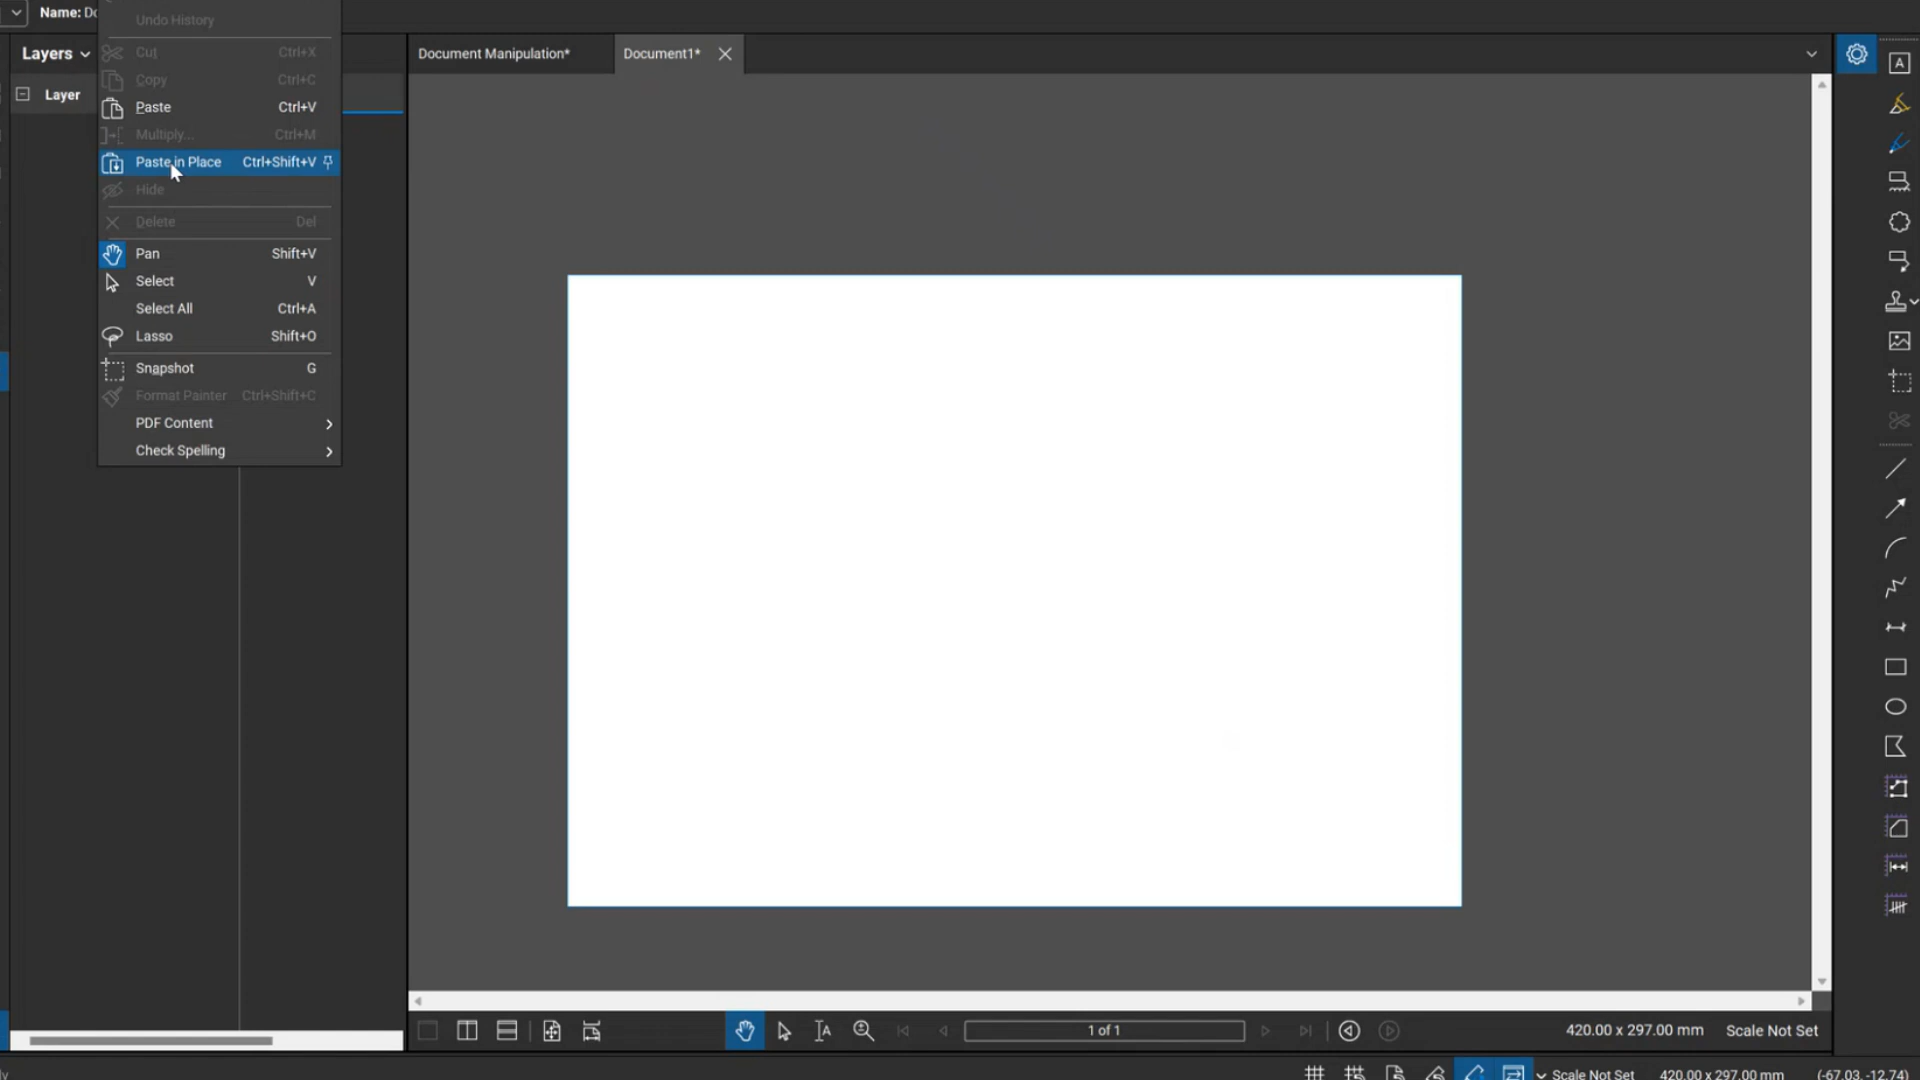 Name: Do
Undo History
Layers
Cut Ctrl+X
Document Manipulation*
Document1*
Copy Ctrl+C
Layer
Paste Ctrl+V
Multiply... Ctrl+M
Paste in Place Ctrl+Shift+V
Hide
Delete Del
Pan Shift+V
Select V
Select All Ctrl+A
Lasso Shift+O
Snapshot G
Format Painter Ctrl+Shift+C
PDF Content
Check Spelling
1 of 1
420.00 x 297.00 mm
Scale Not Set
Scale Not Set
420.00 x 297.00 mm
(-67.03, -12.74)